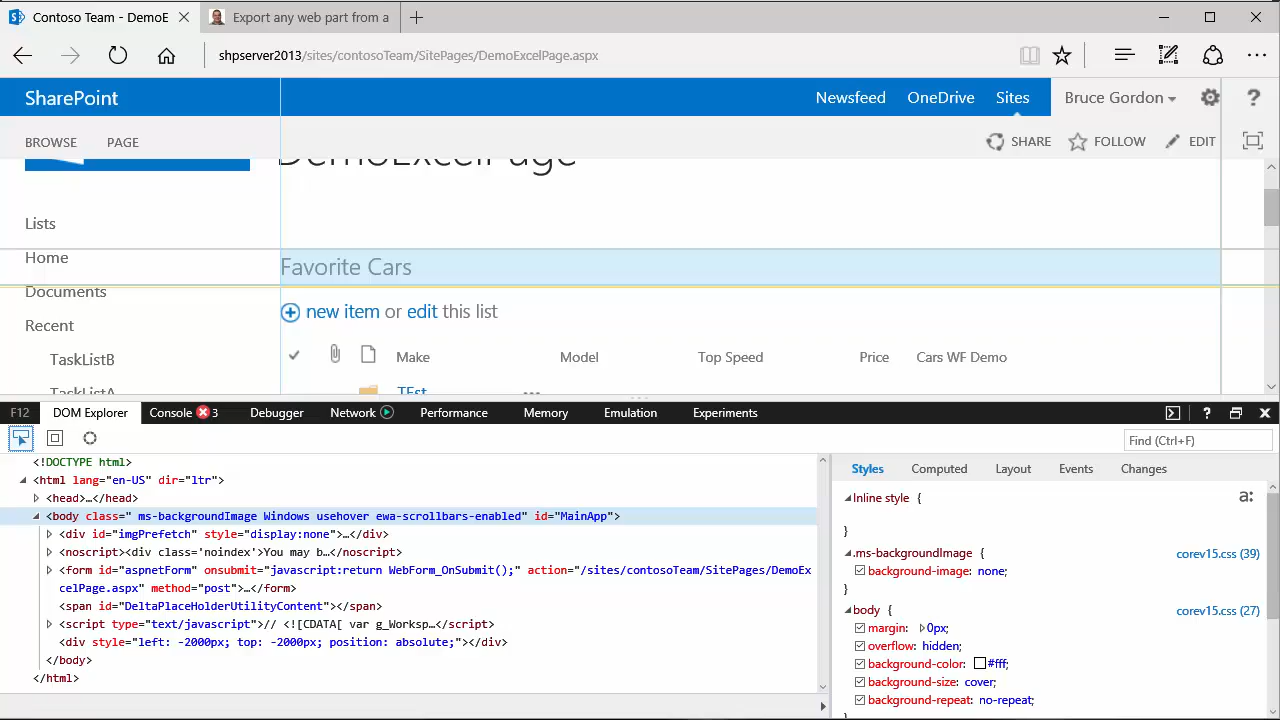 Contoso Team - DemoE
Export any web part from a
shpserver2013/sites/contosoTeam/SitePages/DemoExcelPage.aspx
SharePoint
Newsfeed OneDrive Sites Bruce Gordon
BROWSE PAGE SHARE FOLLOW EDIT
DemoExcelPage
Lists
Home
Documents
Recent
TaskListB
TaskListA
Favorite Cars
new item or edit this list
Make Model Top Speed Price Cars WF Demo
TEst ...
F12 DOM Explorer Console 3 Debugger Network Performance Memory Emulation Experiments
Find (Ctrl+F)
<!DOCTYPE html>
<html lang="en-US" dir="ltr">
<head>…</head>
<body class=" ms-backgroundImage Windows usehover ewa-scrollbars-enabled" id="MainApp">
<div id="imgPrefetch" style="display:none">…</div>
<noscript><div class='noindex'>You may b…</noscript>
<form id="aspnetForm" onsubmit="javascript:return WebForm_OnSubmit();" action="/sites/contosoTeam/SitePages/DemoEx
celPage.aspx" method="post">…</form>
<span id="DeltaPlaceHolderUtilityContent"></span>
<script type="text/javascript">// <![CDATA[ var g_Worksp…</script>
<div style="left: -2000px; top: -2000px; position: absolute;"></div>
</body>
</html>
Styles Computed Layout Events Changes
Inline style { a:
}
.ms-backgroundImage { corev15.css (39)
background-image: none;
}
body { corev15.css (27)
margin: 0px;
overflow: hidden;
background-color: #fff;
background-size: cover;
background-repeat: no-repeat;
}